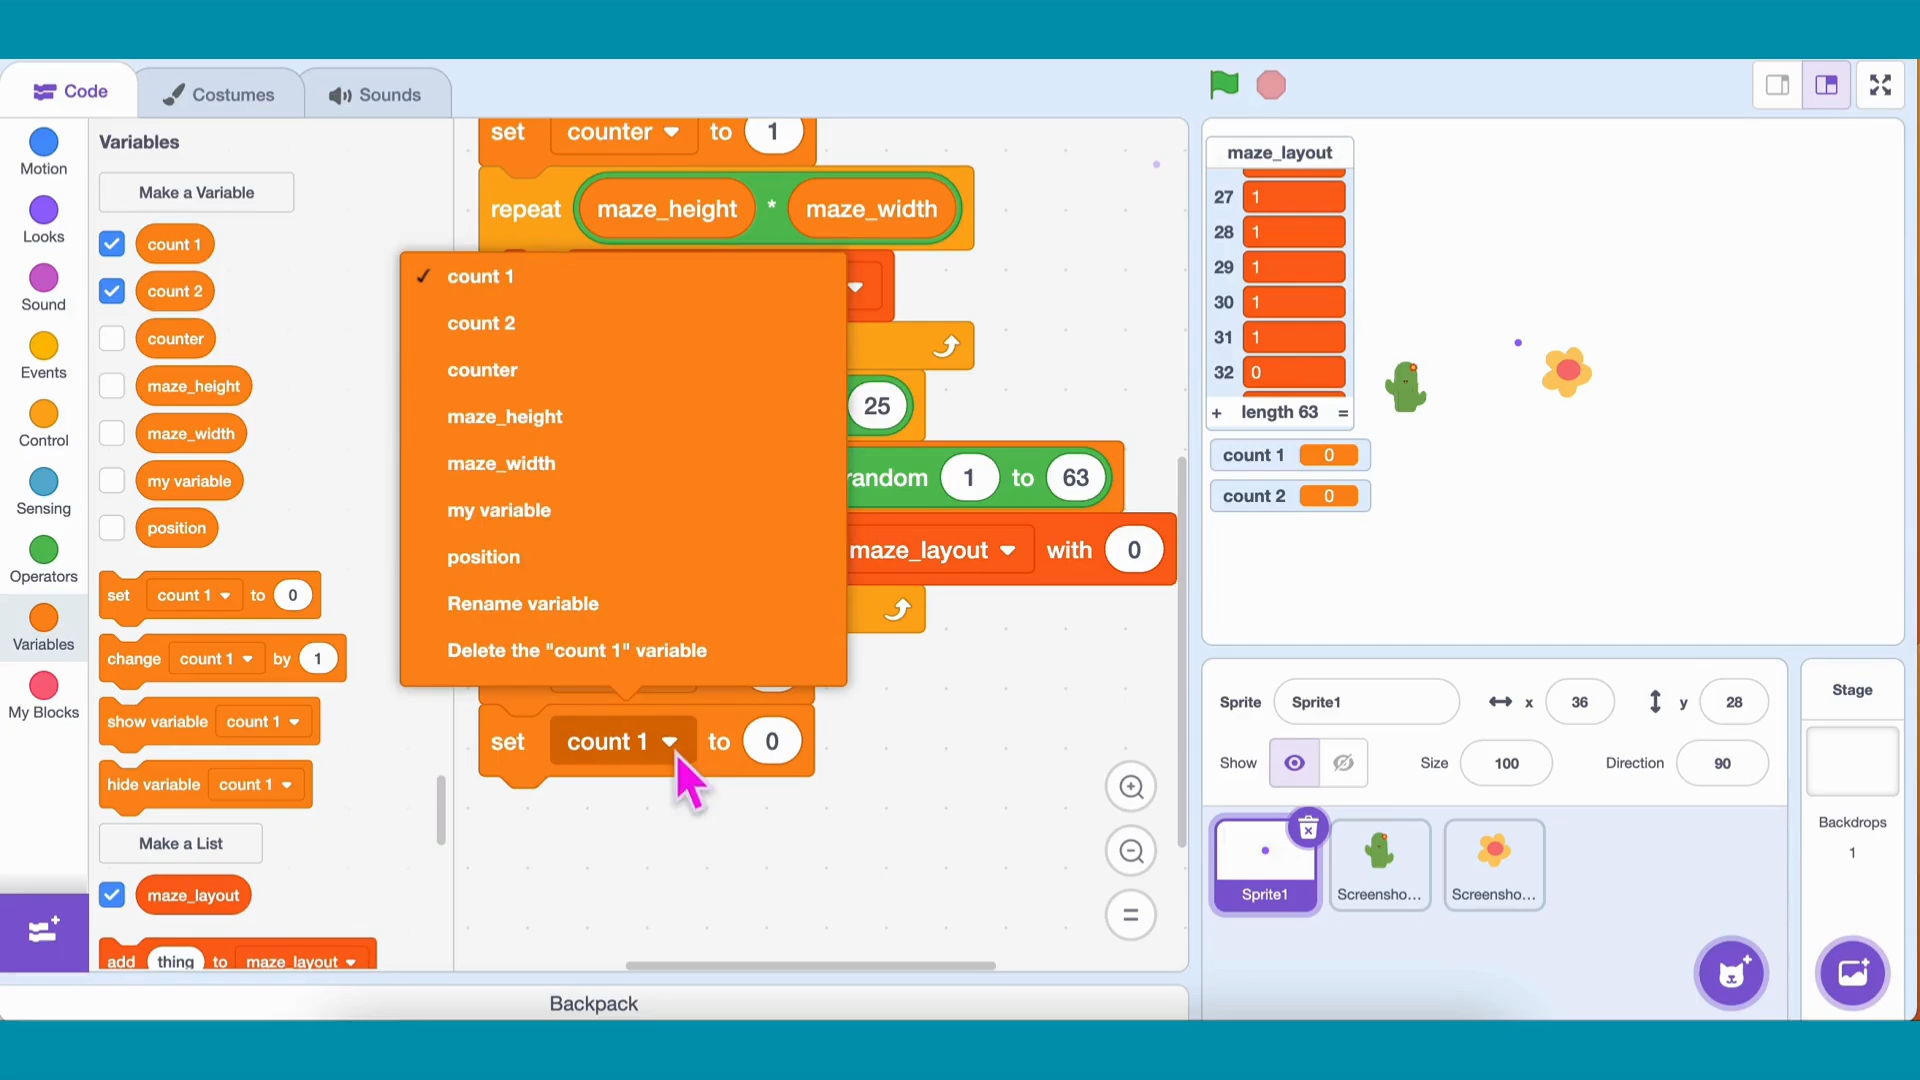 Code
Costumes
Sounds
Motion
Looks
Sound
Events
Control
Sensing
Operators
Variables
My Blocks
Variables
Make a Variable
count 1
count 2
counter
maze_height
maze_width
my variable
position
set count 1 to 0
change count 1 by 1
show variable count 1
hide variable count 1
Make a List
maze_layout
add thing to maze_layout
set counter to 1
repeat maze_height * maze_width
25
random 1 to 63
maze_layout with 0
✓ count 1
count 2
counter
maze_height
maze_width
my variable
position
Rename variable
Delete the "count 1" variable
set count 1 to 0
Backpack
maze_layout
27 1
28 1
29 1
30 1
31 1
32 0
+ length 63 =
count 1 0
count 2 0
Sprite Sprite1 x 36 y 28
Show Size 100 Direction 90
Sprite1
Screensho...
Screensho...
Stage
Backdrops
1